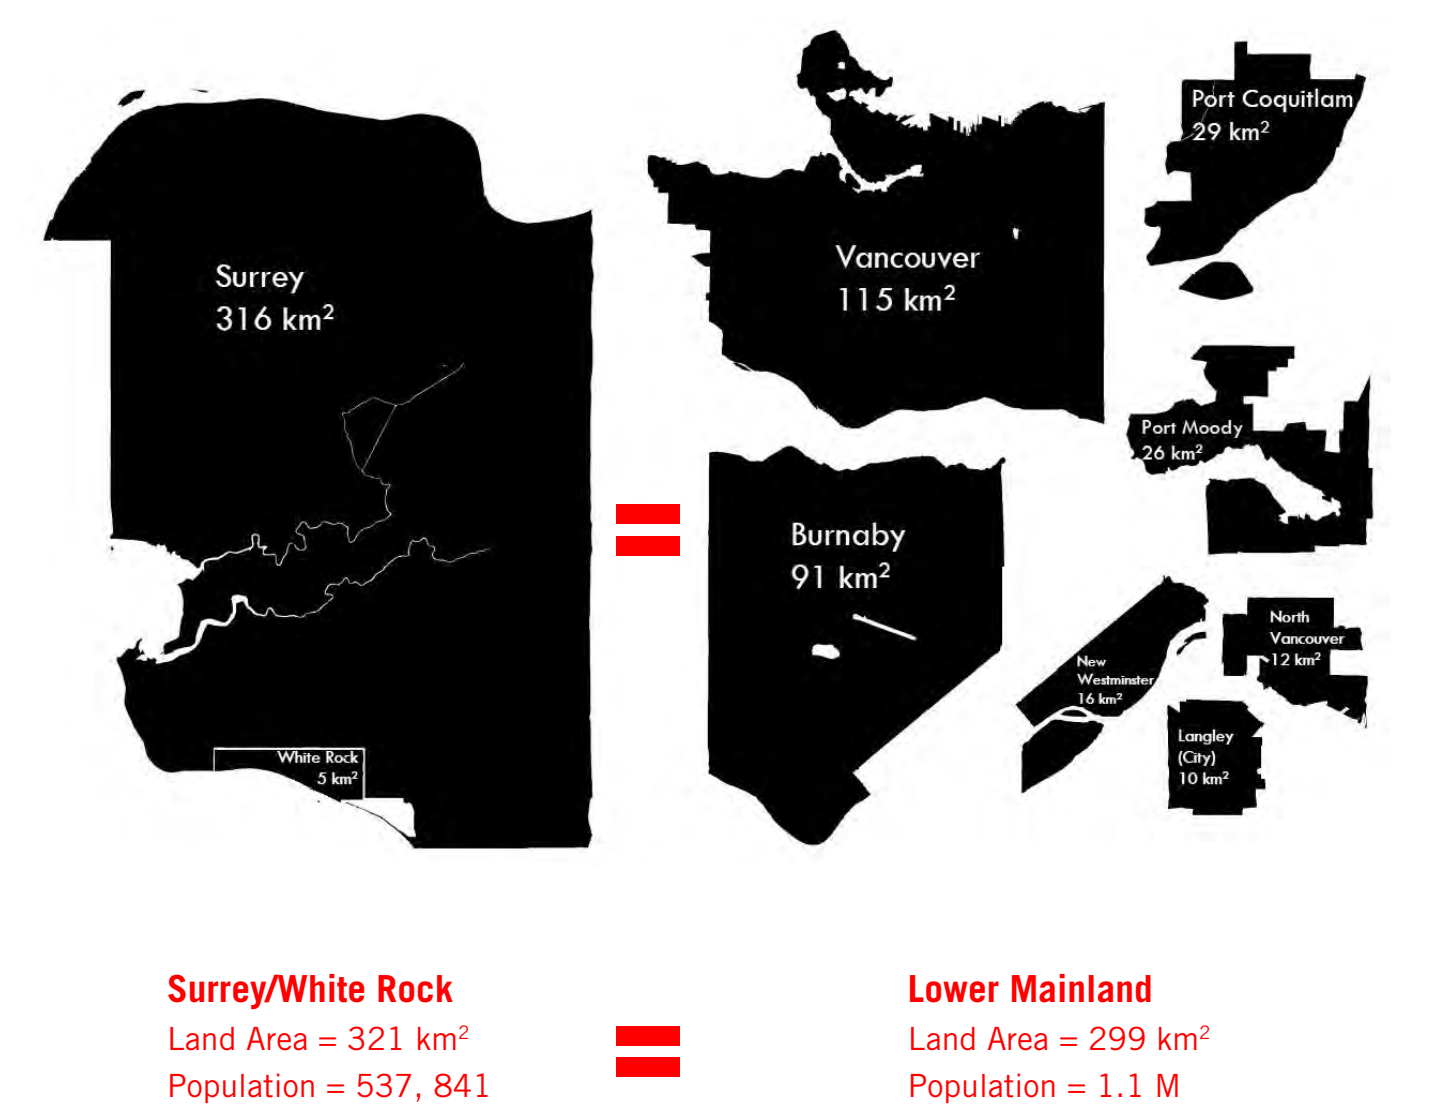 Surrey
316 km²
White Rock
5 km²
Vancouver
115 km²
Burnaby
91 km²
Port Coquitlam
29 km²
Port Moody
26 km²
New
Westminster
16 km²
North
Vancouver
12 km²
Langley
(City)
10 km²
Surrey/White Rock
Land Area = 321 km²
Population = 537, 841
Lower Mainland
Land Area = 299 km²
Population = 1.1 M